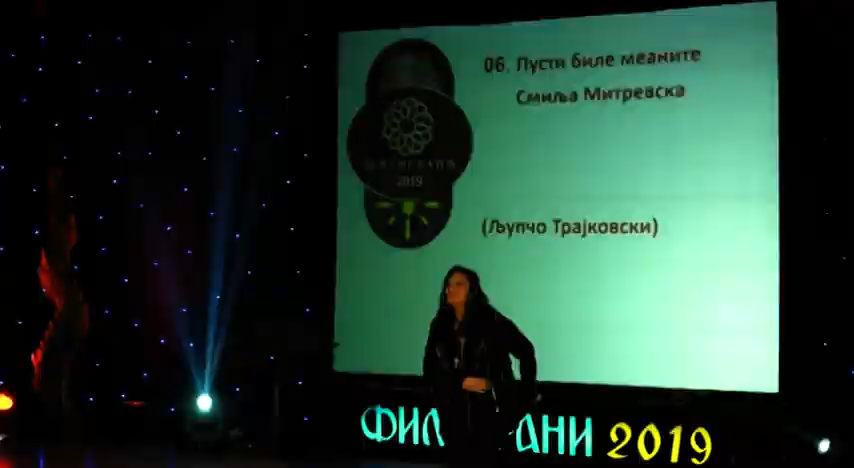 06. Пусти биле меаните
Смиља Митревска
2019
(Љупчо Трајковски)
ФИЛ АНИ 2019